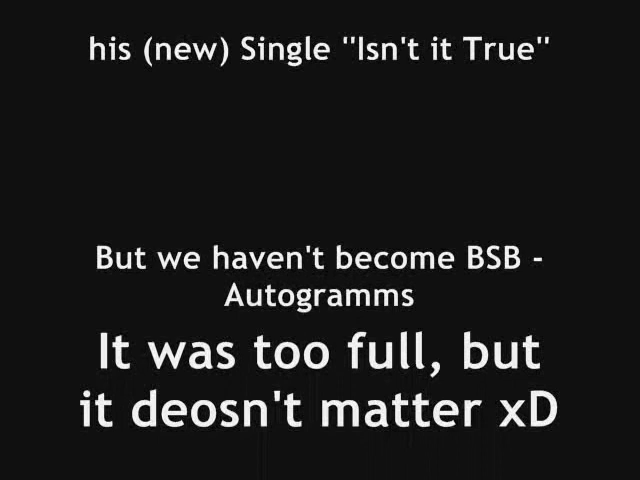 his (new) Single "Isn't it True"
But we haven't become BSB -
Autogramms
It was too full, but
it deosn't matter xD